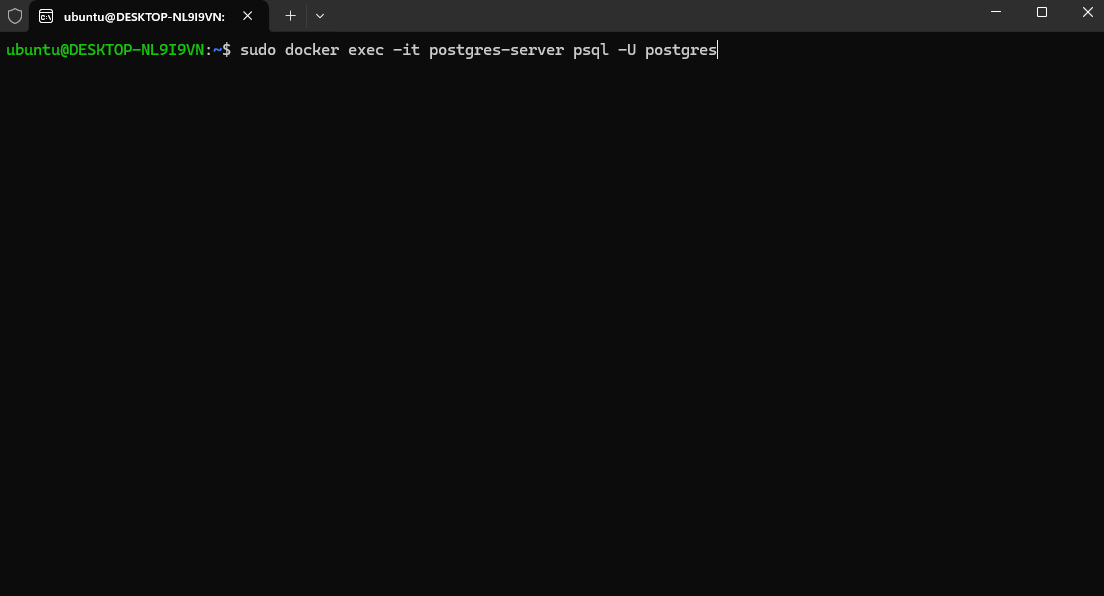 ubuntu@DESKTOP-NL9I9VN:
ubuntu@DESKTOP-NL9I9VN:~$ sudo docker exec -it postgres-server psql -U postgres